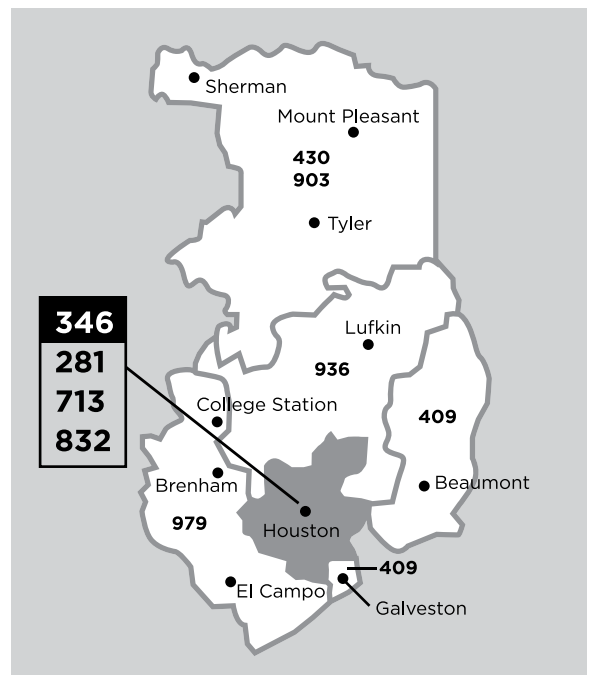 Sherman
Mount Pleasant
430
903
Tyler
346
281
713
832
Lufkin
936
College Station
409
Brenham
Beaumont
979
Houston
409
El Campo
Galveston